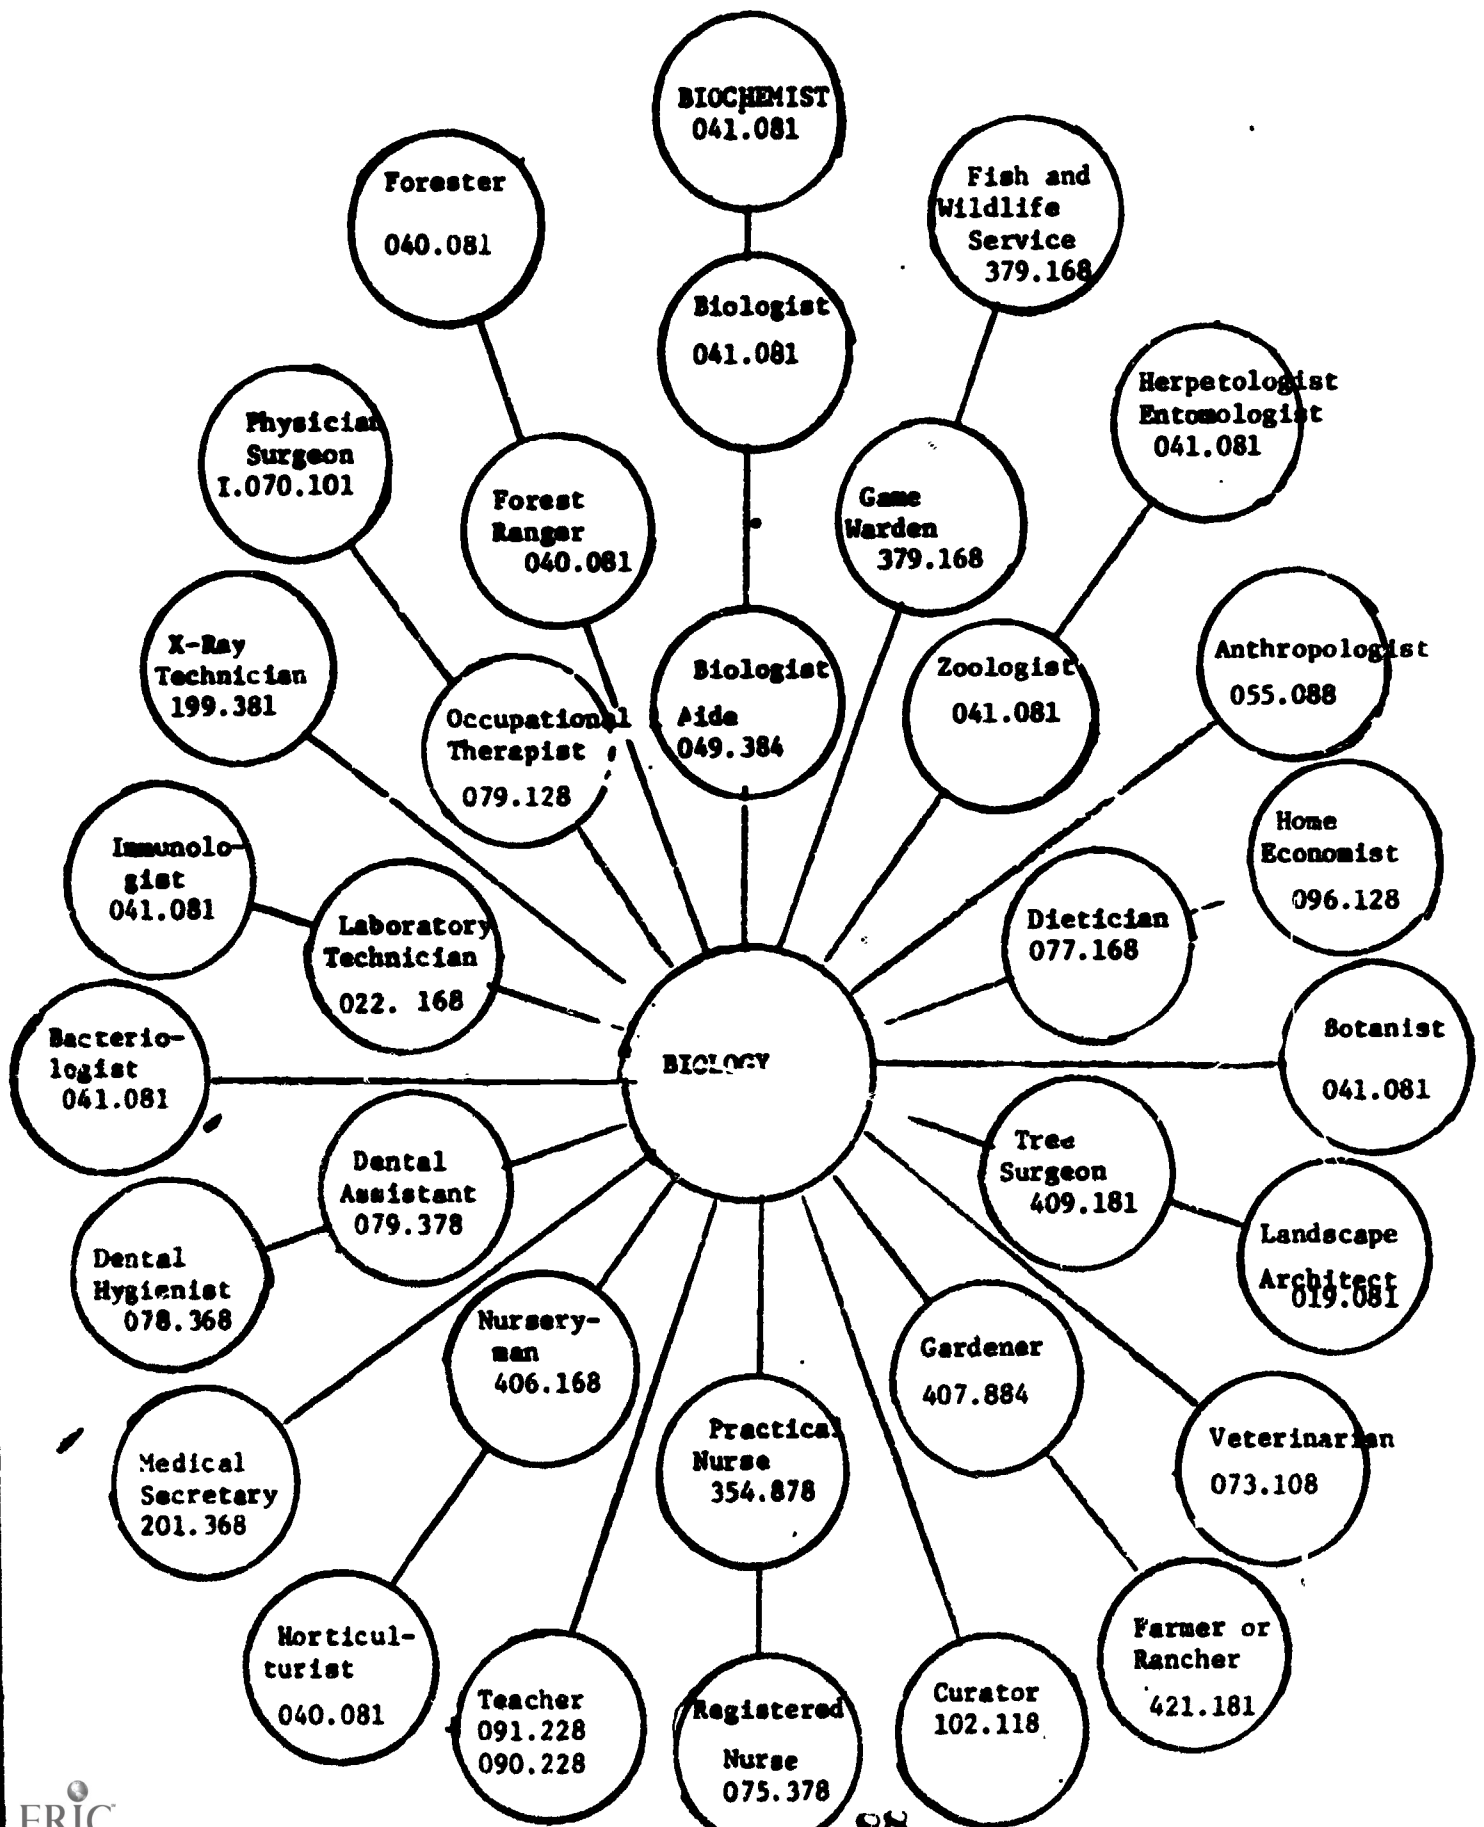 BIOCHEMIST
041.081
Forester
040.081
Fish and
Wildlife
Service
379.168
Biologist
041.081
Herpetologist
Entomologist
041.081
Physician
Surgeon
I.070.101
Forest
Ranger
040.081
Game
Warden
379.168
X-Ray
Technician
199.381
Occupational
Therapist
079.128
Biologist
Aide
049.384
Zoologist
041.081
Anthropologist
055.088
Immunolo-
gist
041.081
Laboratory
Technician
022. 168
Dietician
077.168
Home
Economist
096.128
Bacterio-
logist
041.081
BIOLOGY
Botanist
041.081
Dental
Assistant
079.378
Tree
Surgeon
409.181
Dental
Hygienist
078.368
Landscape
Architect
019.081
Nursery-
man
406.168
Gardener
407.884
Medical
Secretary
201.368
Practical
Nurse
354.878
Veterinarian
073.108
Horticul-
turist
040.081
Teacher
091.228
090.228
Registered
Nurse
075.378
Curator
102.118
Farmer or
Rancher
421.181
ERIC